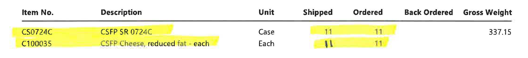 Item No. Description Unit Shipped Ordered Back Ordered Gross Weight
CS0724C CSFP SR 0724C Case 11 11 337.15
C100035 CSFP Cheese, reduced fat - each Each 11 11